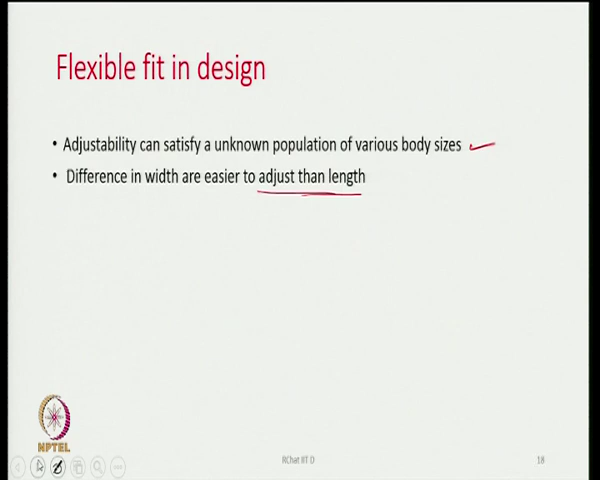 Flexible fit in design
• Adjustability can satisfy a unknown population of various body sizes
• Difference in width are easier to adjust than length
NPTEL
RChat IIT D
18